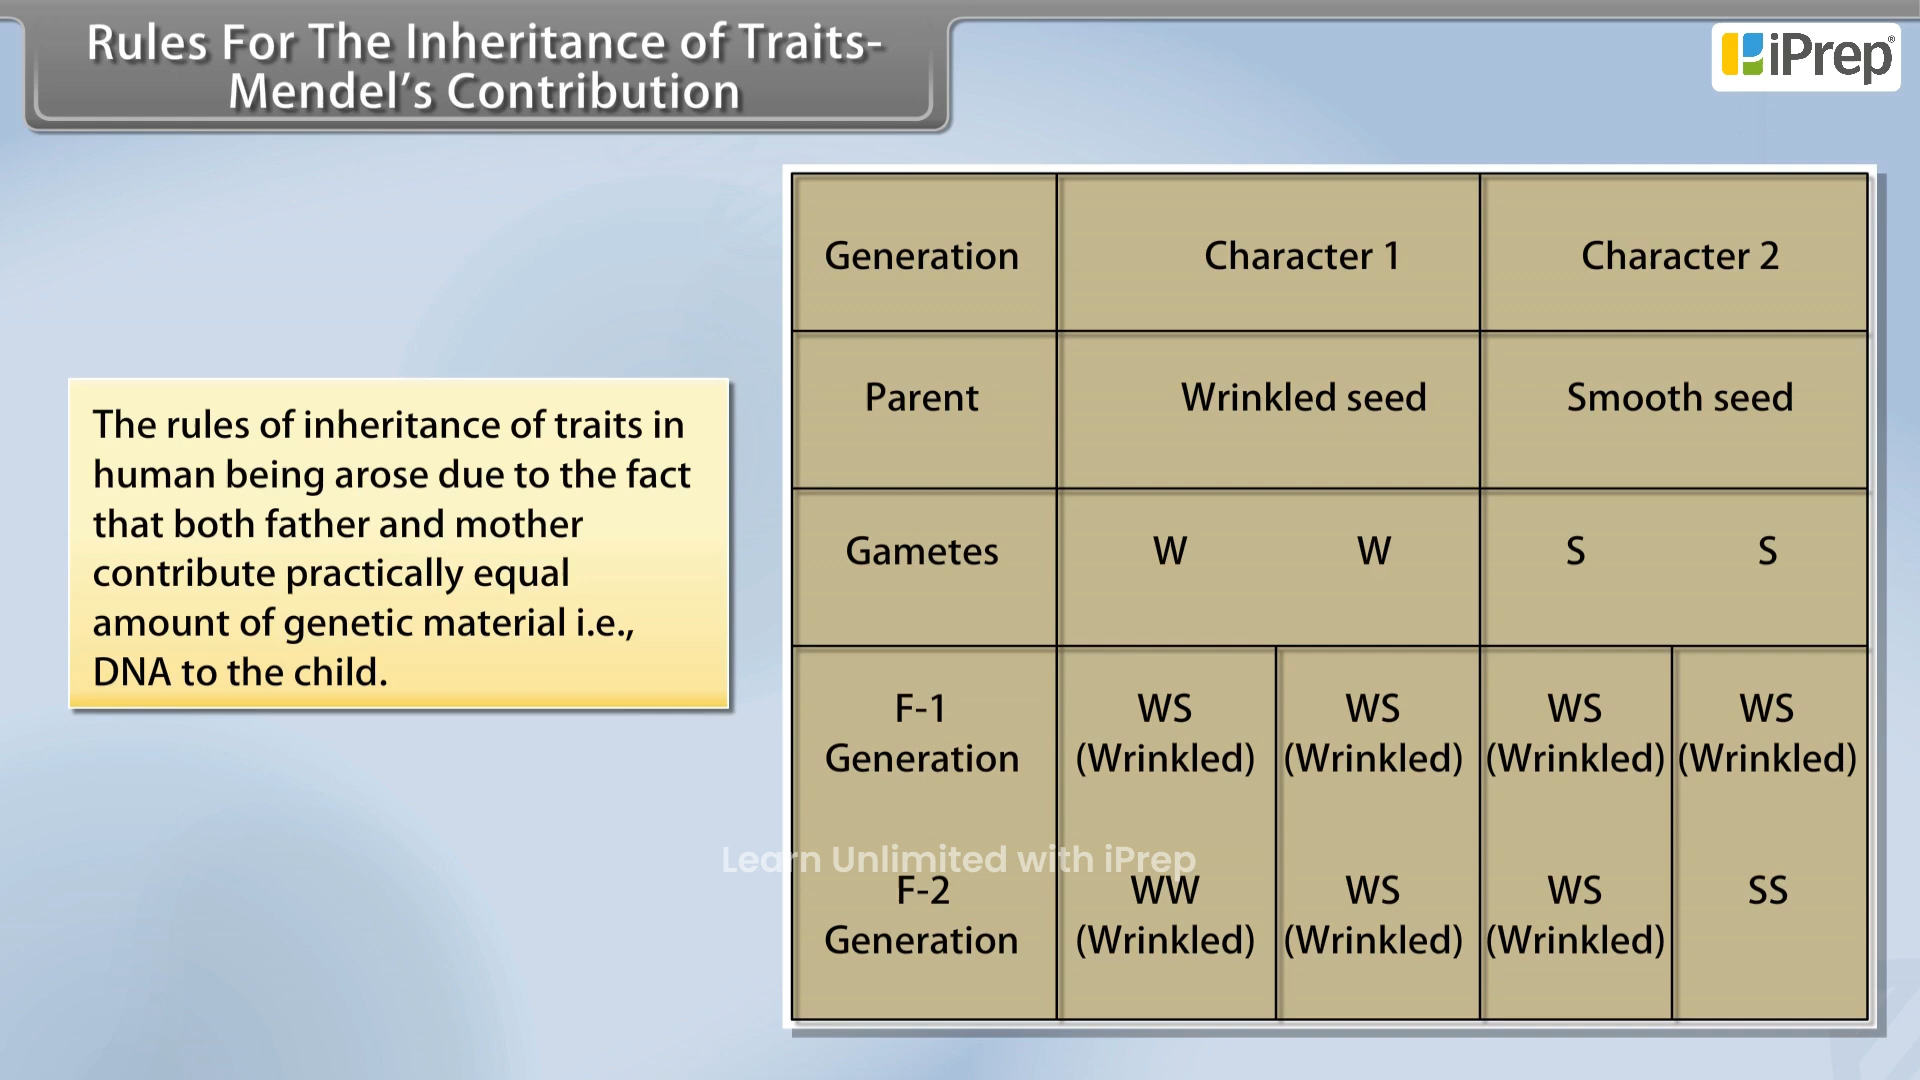 Rules For The Inheritance of Traits-
Mendel's Contribution
iPrep®
The rules of inheritance of traits in
human being arose due to the fact
that both father and mother
contribute practically equal
amount of genetic material i.e.,
DNA to the child.
Generation Character 1 Character 2
Parent Wrinkled seed Smooth seed
Gametes W W S S
F-1 WS WS WS WS
Generation (Wrinkled) (Wrinkled) (Wrinkled) (Wrinkled)
Learn Unlimited with iPrep
F-2 WW WS WS SS
Generation (Wrinkled) (Wrinkled) (Wrinkled)